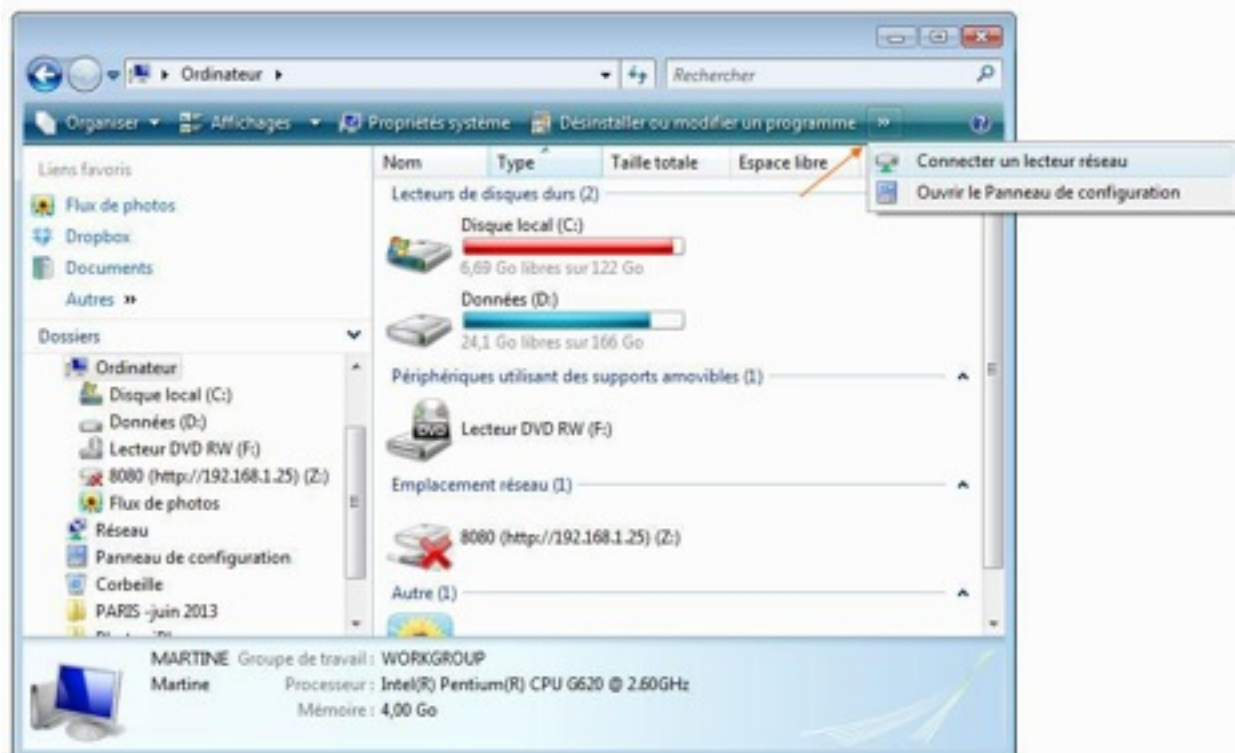 Ordinateur
Rechercher
Organiser
Affichages
Propriétés système
Désinstaller ou modifier un programme
»
Connecter un lecteur réseau
Ouvrir le Panneau de configuration
Liens favoris
Flux de photos
Dropbox
Documents
Autres »
Dossiers
Ordinateur
Disque local (C:)
Données (D:)
Lecteur DVD RW (F:)
8080 (http://192.168.1.25) (Z:)
Flux de photos
Réseau
Panneau de configuration
Corbeille
PARIS -juin 2013
Nom Type Taille totale Espace libre
Lecteurs de disques durs (2)
Disque local (C:)
6,69 Go libres sur 122 Go
Données (D:)
24,1 Go libres sur 166 Go
Périphériques utilisant des supports amovibles (1)
DVD
Lecteur DVD RW (F:)
Emplacement réseau (1)
8080 (http://192.168.1.25) (Z:)
Autre (1)
MARTINE Groupe de travail : WORKGROUP
Martine Processeur : Intel(R) Pentium(R) CPU G620 @ 2.60GHz
Mémoire : 4,00 Go